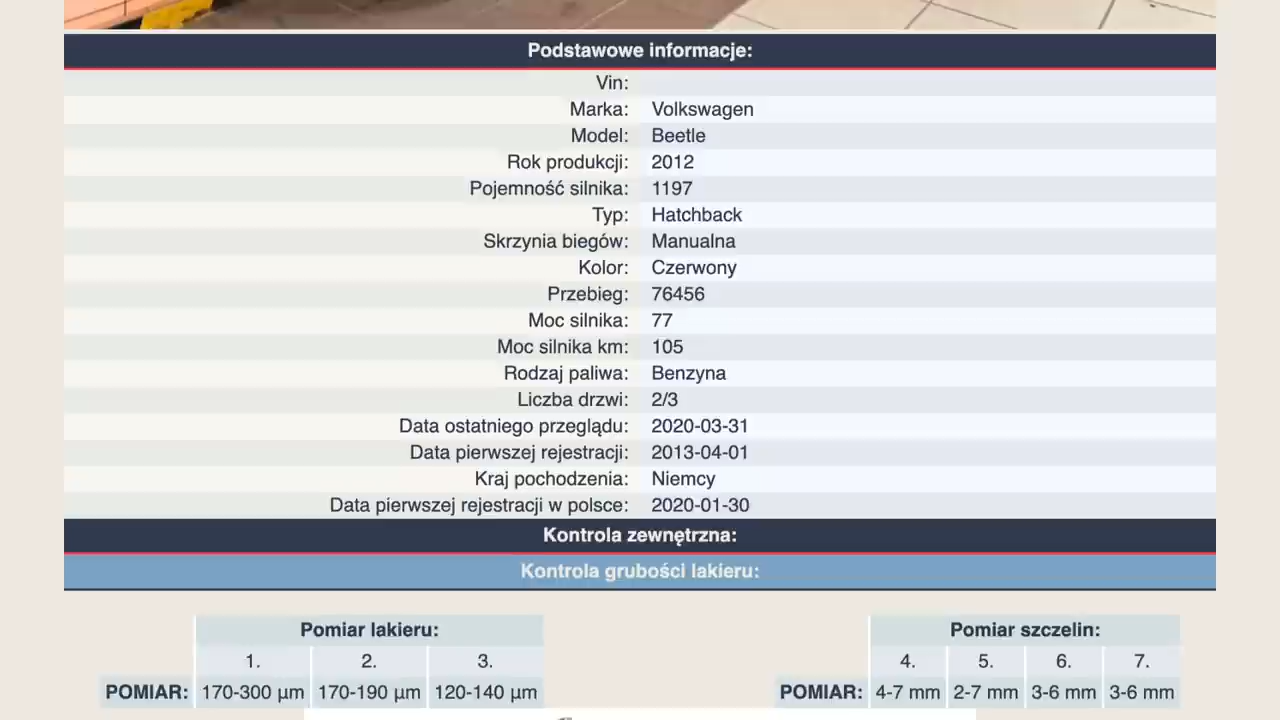 Podstawowe informacje:
Vin:
Marka: Volkswagen
Model: Beetle
Rok produkcji: 2012
Pojemność silnika: 1197
Typ: Hatchback
Skrzynia biegów: Manualna
Kolor: Czerwony
Przebieg: 76456
Moc silnika: 77
Moc silnika km: 105
Rodzaj paliwa: Benzyna
Liczba drzwi: 2/3
Data ostatniego przeglądu: 2020-03-31
Data pierwszej rejestracji: 2013-04-01
Kraj pochodzenia: Niemcy
Data pierwszej rejestracji w polsce: 2020-01-30
Kontrola zewnętrzna:
Kontrola grubości lakieru:
Pomiar lakieru: Pomiar szczelin:
1. 2. 3. 4. 5. 6. 7.
POMIAR: 170-300 μm 170-190 μm 120-140 μm POMIAR: 4-7 mm 2-7 mm 3-6 mm 3-6 mm